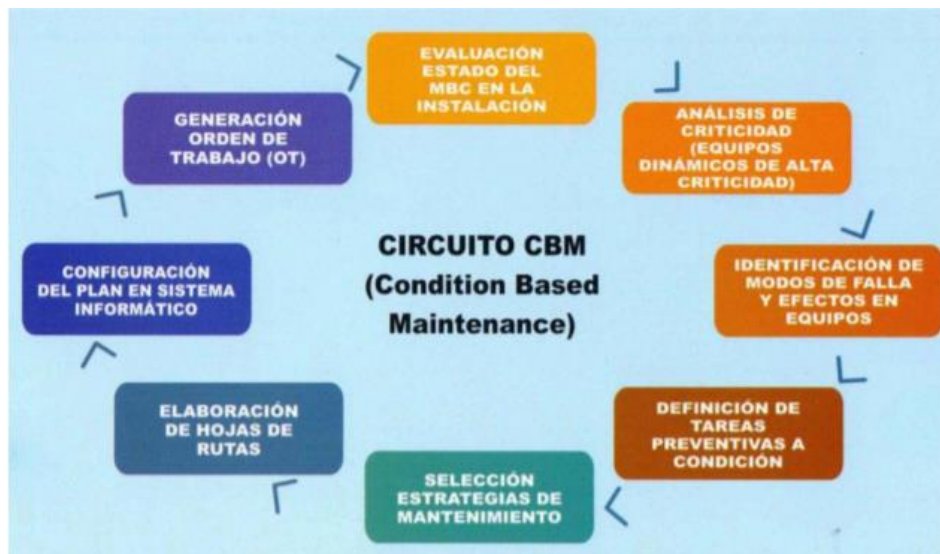 EVALUACIÓN
ESTADO DEL
MBC EN LA
INSTALACIÓN
ANÁLISIS DE
CRITICIDAD
(EQUIPOS
DINÁMICOS DE ALTA
CRITICIDAD)
IDENTIFICACIÓN DE
MODOS DE FALLA
Y EFECTOS EN
EQUIPOS
DEFINICIÓN DE
TAREAS
PREVENTIVAS A
CONDICIÓN
SELECCIÓN
ESTRATEGIAS DE
MANTENIMIENTO
ELABORACIÓN
DE HOJAS DE
RUTAS
CONFIGURACIÓN
DEL PLAN EN SISTEMA
INFORMÁTICO
GENERACIÓN
ORDEN DE
TRABAJO (OT)
CIRCUITO CBM
(Condition Based
Maintenance)